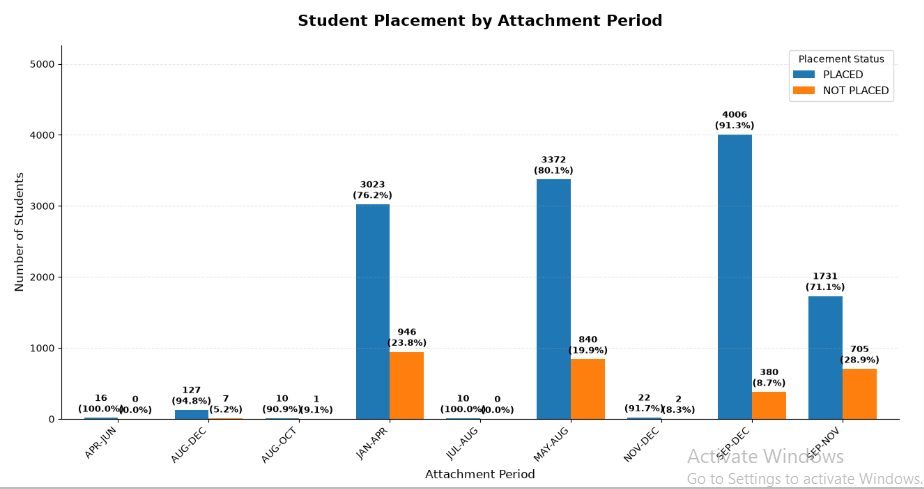 Student Placement by Attachment Period
Placement Status
PLACED
NOT PLACED
Number of Students
5000
4000
3000
2000
1000
0
16
(100.0%)
0
(0.0%)
127
(94.8%)
7
(5.2%)
10
(90.9%)
1
(9.1%)
3023
(76.2%)
946
(23.8%)
10
(100.0%)
0
(0.0%)
3372
(80.1%)
840
(19.9%)
22
(91.7%)
2
(8.3%)
4006
(91.3%)
380
(8.7%)
1731
(71.1%)
705
(28.9%)
APR-JUN
AUG-DEC
AUG-OCT
JAN-APR
JUL-AUG
MAY-AUG
NOV-DEC
SEP-DEC
SEP-NOV
Attachment Period
Activate Windows
Go to Settings to activate Windows.